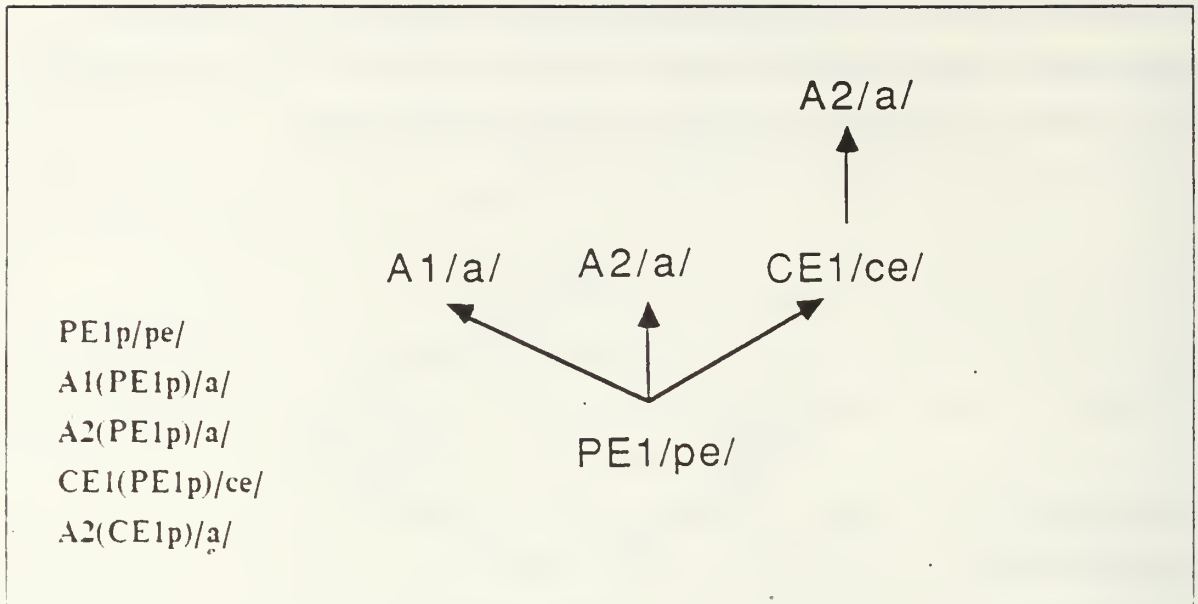 A2/a/
A1/a/ A2/a/ CE1/ce/
PE1/pe/
PE1p/pe/
A1(PE1p)/a/
A2(PE1p)/a/
CE1(PE1p)/ce/
A2(CE1p)/a/